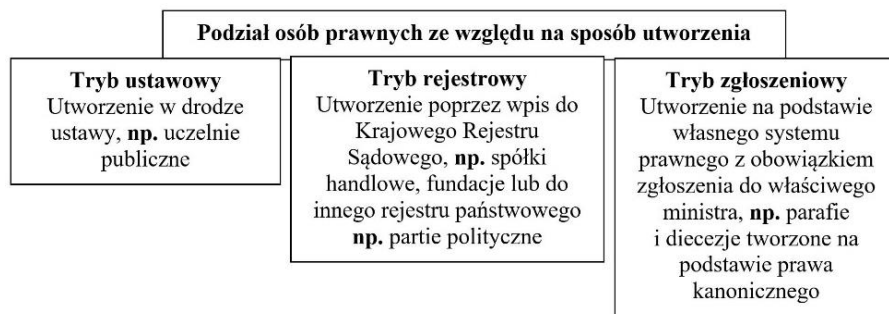 Podział osób prawnych ze względu na sposób utworzenia
Tryb ustawowy
Utworzenie w drodze
ustawy, np. uczelnie
publiczne
Tryb rejestrowy
Utworzenie poprzez wpis do
Krajowego Rejestru
Sądowego, np. spółki
handlowe, fundacje lub do
innego rejestru państwowego
np. partie polityczne
Tryb zgłoszeniowy
Utworzenie na podstawie
własnego systemu
prawnego z obowiązkiem
zgłoszenia do właściwego
ministra, np. parafie
i diecezje tworzone na
podstawie prawa
kanonicznego